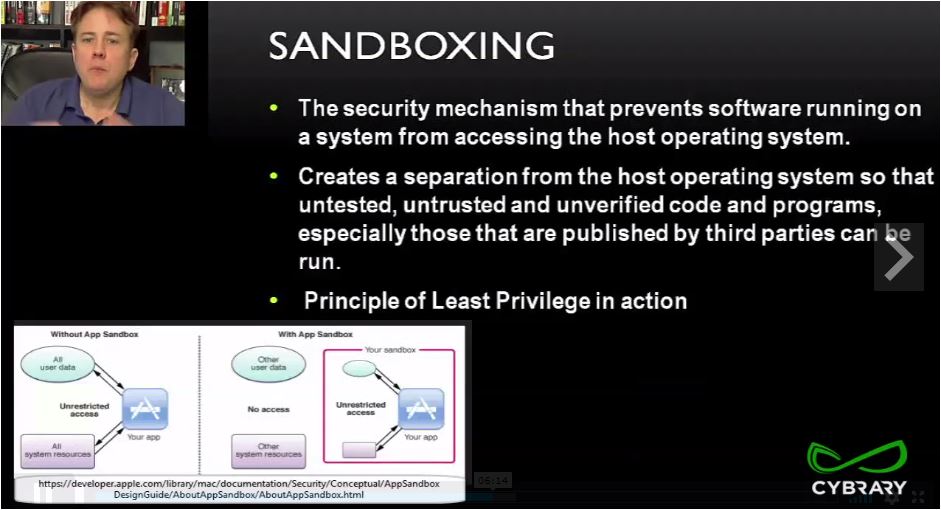 SANDBOXING
• The security mechanism that prevents software running on
a system from accessing the host operating system.
• Creates a separation from the host operating system so that
untested, untrusted and unverified code and programs,
especially those that are published by third parties can be
run.
• Principle of Least Privilege in action
Without App Sandbox
All
user data
Unrestricted
access
Your app
All
system resources
With App Sandbox
Other
user data
No access
Other
system resources
Your sandbox
Unrestricted
access
Your app
https://developer.apple.com/library/mac/documentation/Security/Conceptual/AppSandbox
DesignGuide/AboutAppSandbox/AboutAppSandbox.html
06:14
CYBRARY